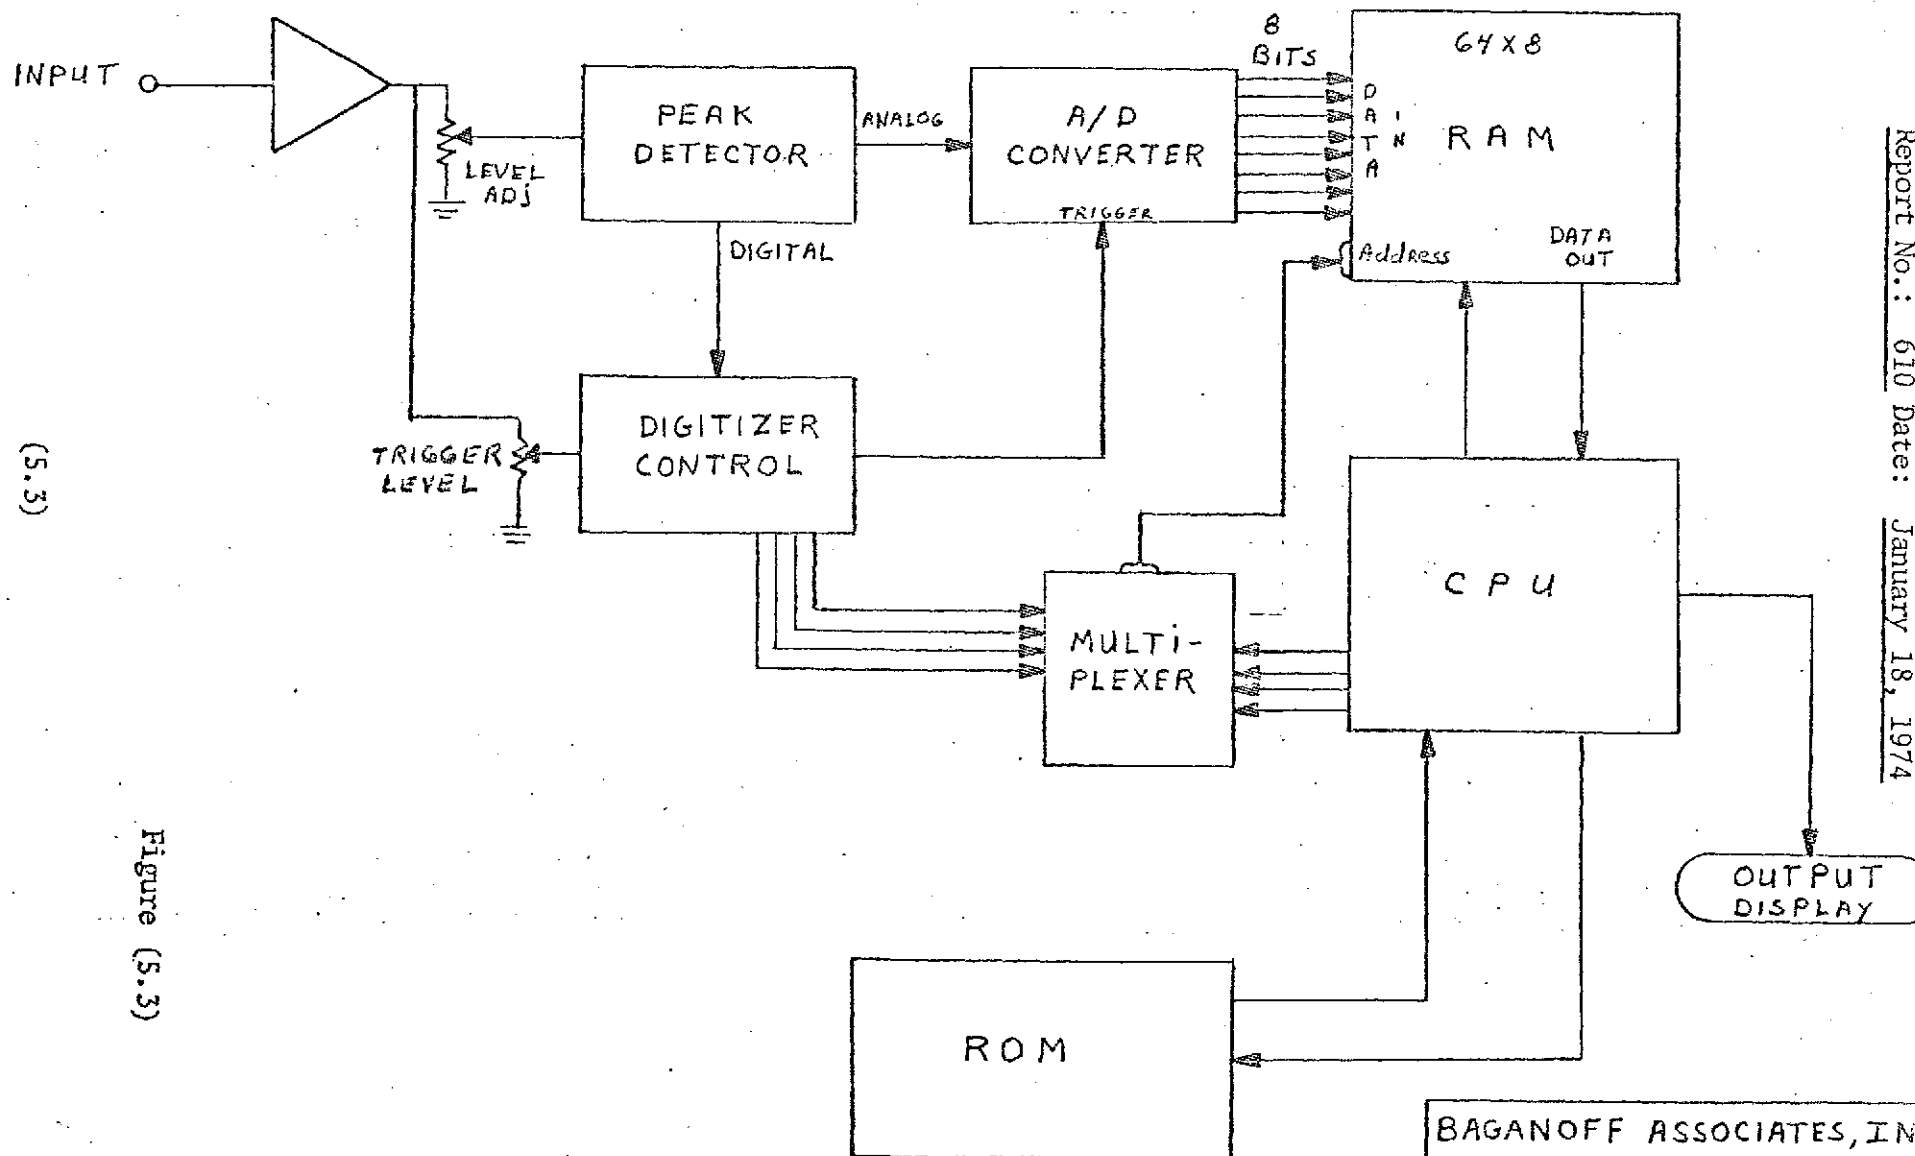 INPUT
LEVEL
ADJ
PEAK
DETECTOR
ANALOG
A/D
CONVERTER
TRIGGER
8
BITS
64X8
RAM
DATA
IN
Address
DATA
OUT
DIGITAL
TRIGGER
LEVEL
DIGITIZER
CONTROL
MULTi-
PLEXER
CPU
OUTPUT
DISPLAY
ROM
BAGANOFF ASSOCIATES, IN
Report No.: 610 Date: January 18, 1974
(5.3)
Figure (5.3)